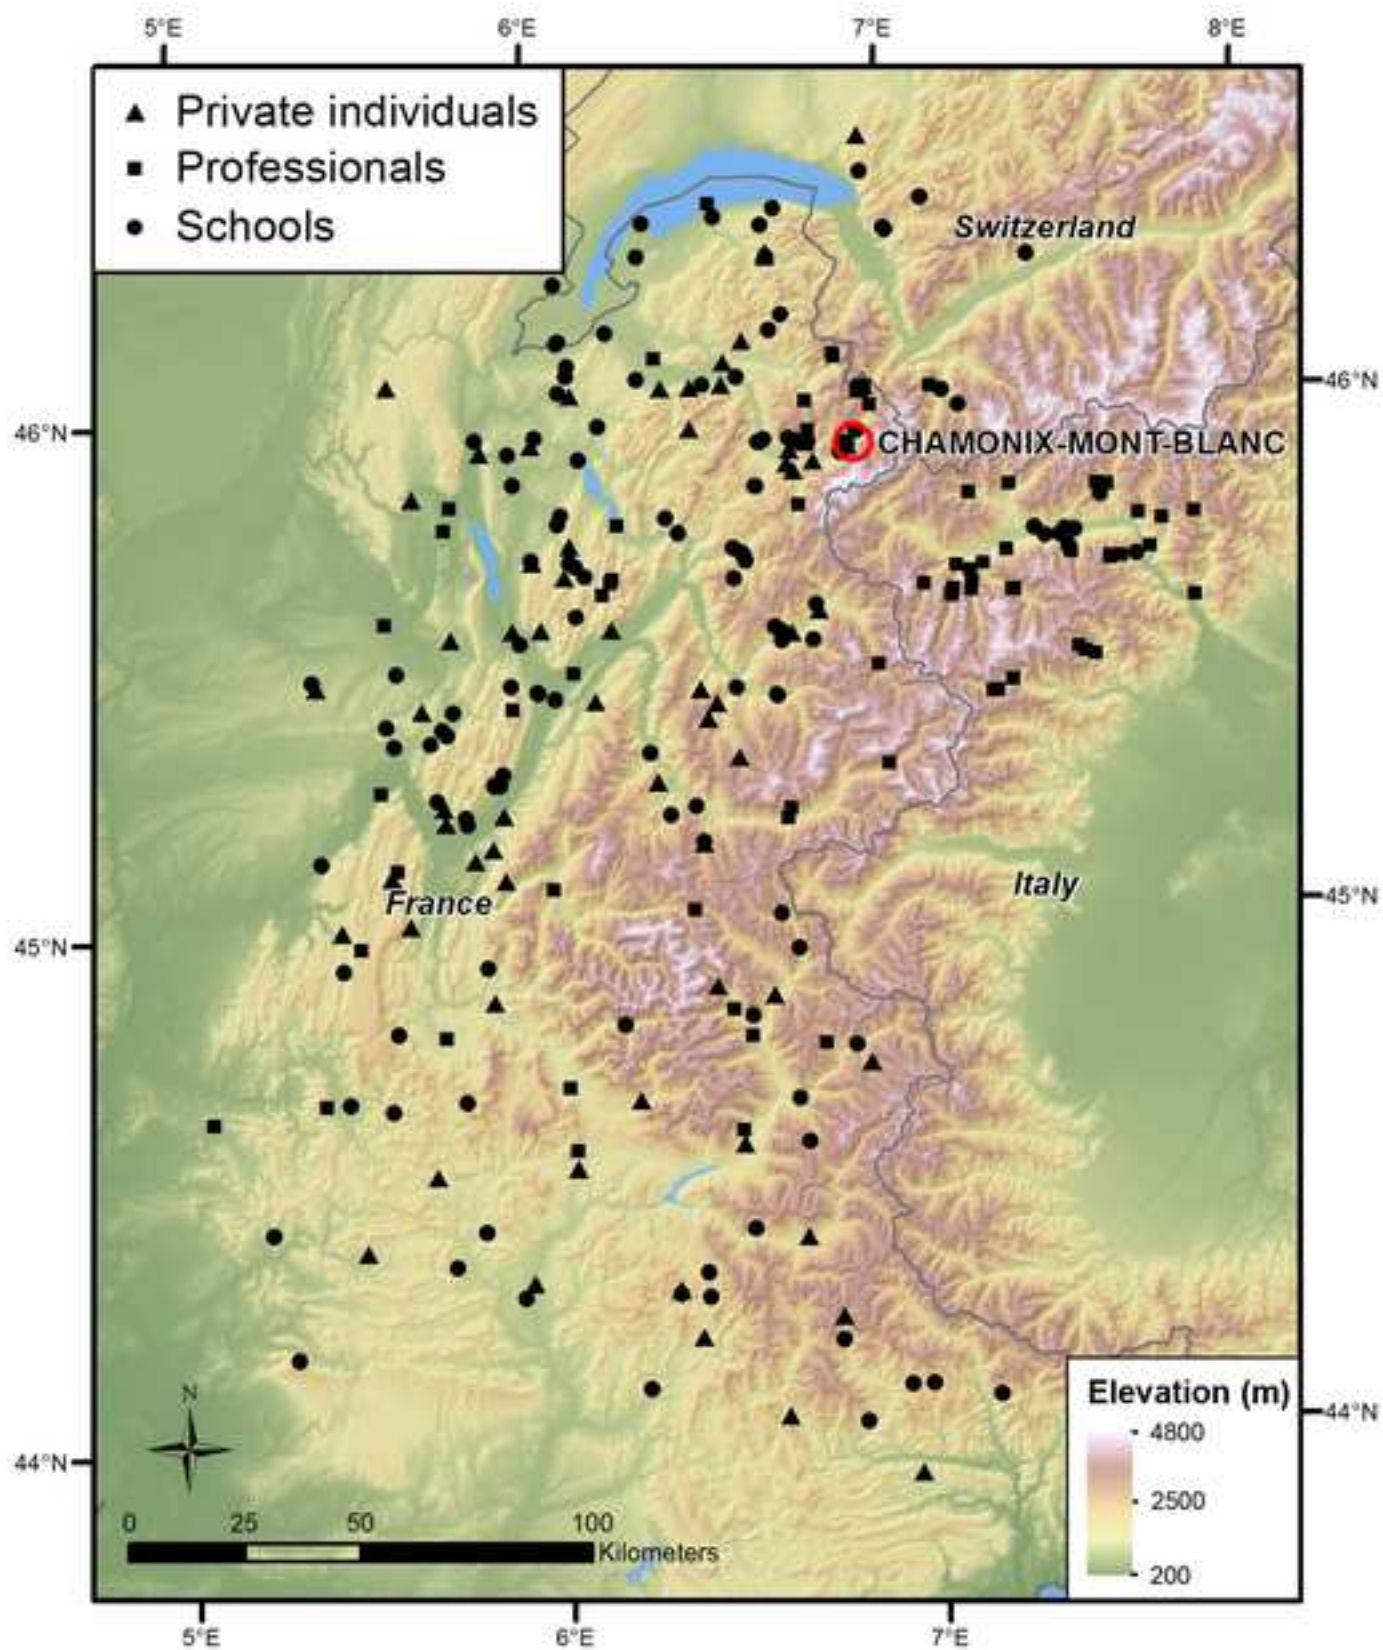 5°E 6°E 7°E 8°E
Private individuals
Professionals
Schools
Switzerland
46°N
46°N
CHAMONIX-MONT-BLANC
Italy
45°N
France
45°N
Elevation (m)
4800
2500
200
44°N
N
44°N
0 25 50 100
Kilometers
5°E 6°E 7°E